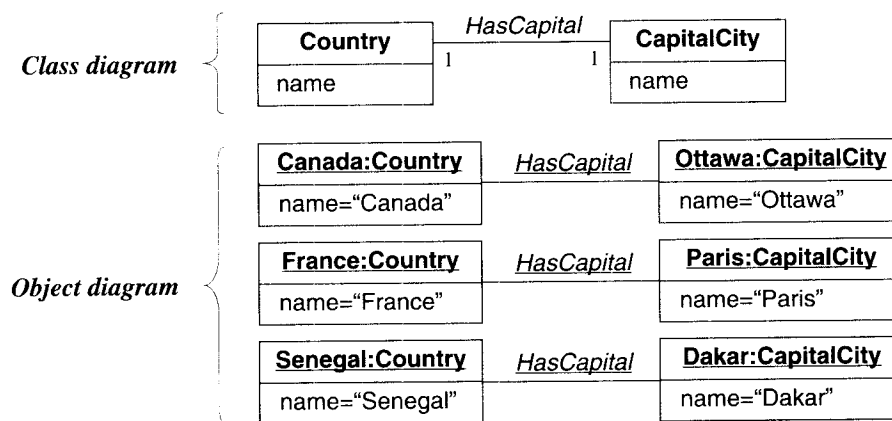 Class diagram
Country
HasCapital
CapitalCity
1
1
name
name
Object diagram
Canada:Country
HasCapital
Ottawa:CapitalCity
name=“Canada”
name=“Ottawa”
France:Country
HasCapital
Paris:CapitalCity
name=“France”
name=“Paris”
Senegal:Country
HasCapital
Dakar:CapitalCity
name=“Senegal”
name=“Dakar”